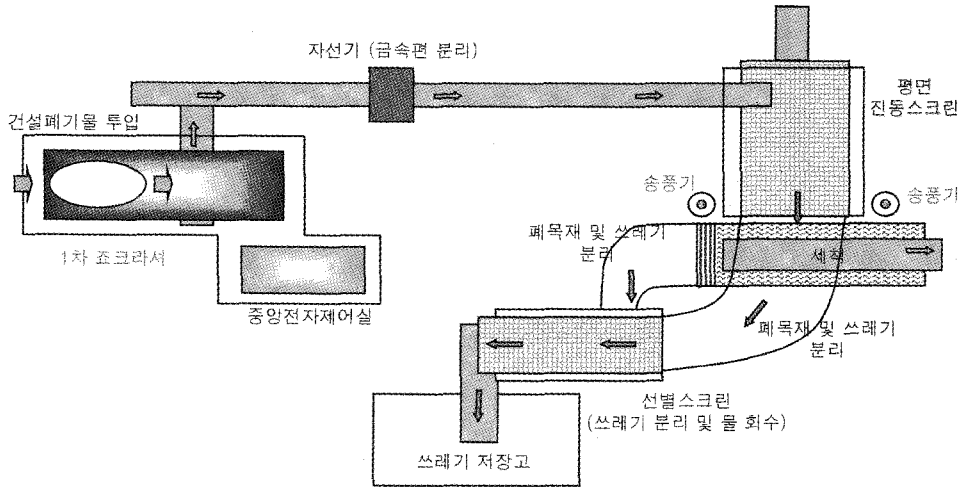 자선기 (금속편 분리)
평면
진동스크린
건설폐기물 투입
송풍기
송풍기
폐목재 및 쓰레기
분리
세척
1차 죠크라셔
중앙전자제어실
폐목재 및 쓰레기
분리
선별스크린
(쓰레기 분리 및 물 회수)
쓰레기 저장고